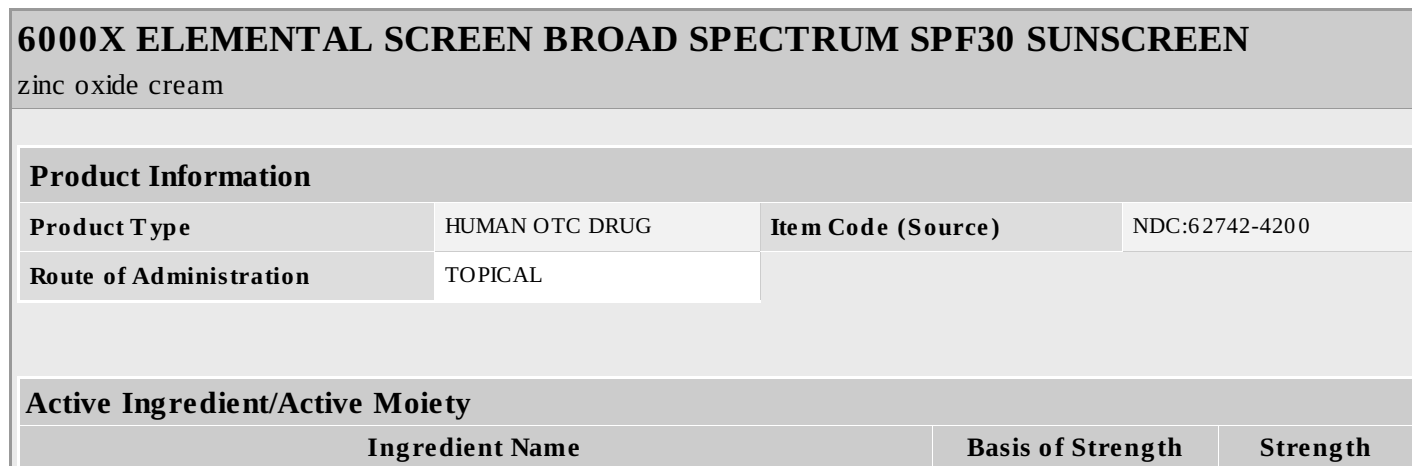 6000X ELEMENTAL SCREEN BROAD SPECTRUM SPF30 SUNSCREEN
zinc oxide cream
Product Information
Product Type HUMAN OTC DRUG Item Code (Source) NDC:62742-4200
Route of Administration TOPICAL
Active Ingredient/Active Moiety
Ingredient Name Basis of Strength Strength